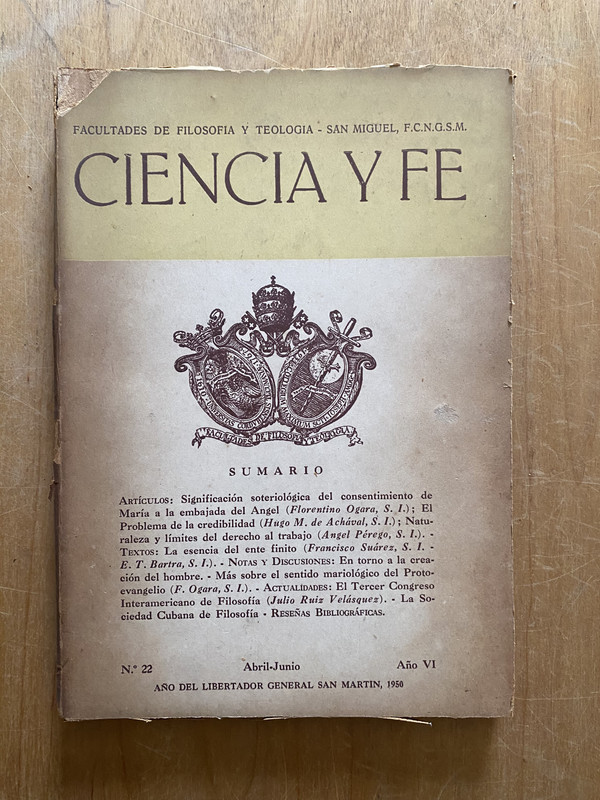 FACULTADES DE FILOSOFIA Y TEOLOGIA - SAN MIGUEL, F.C.N.G.S.M.
CIENCIA Y FE
FACULTADES DE FILOSOFIA Y TEOLOGIA
SUMARIO
ARTÍCULOS: Significación soteriológica del consentimiento de
María a la embajada del Angel (Florentino Ogara, S. I.); El
Problema de la credibilidad (Hugo M. de Achával, S. I.); Natu-
raleza y límites del derecho al trabajo (Angel Pérego, S. I.). -
TEXTOS: La esencia del ente finito (Francisco Suárez, S. I. -
E. T. Bartra, S. I.). - NOTAS Y DISCUSIONES: En torno a la crea-
ción del hombre. - Más sobre el sentido mariológico del Proto-
evangelio (F. Ogara, S. I.). - ACTUALIDADES: El Tercer Congreso
Interamericano de Filosofía (Julio Ruiz Velásquez). - La So-
ciedad Cubana de Filosofía - RESEÑAS BIBLIOGRÁFICAS.
N.° 22 Abril-Junio Año VI
AÑO DEL LIBERTADOR GENERAL SAN MARTIN, 1950